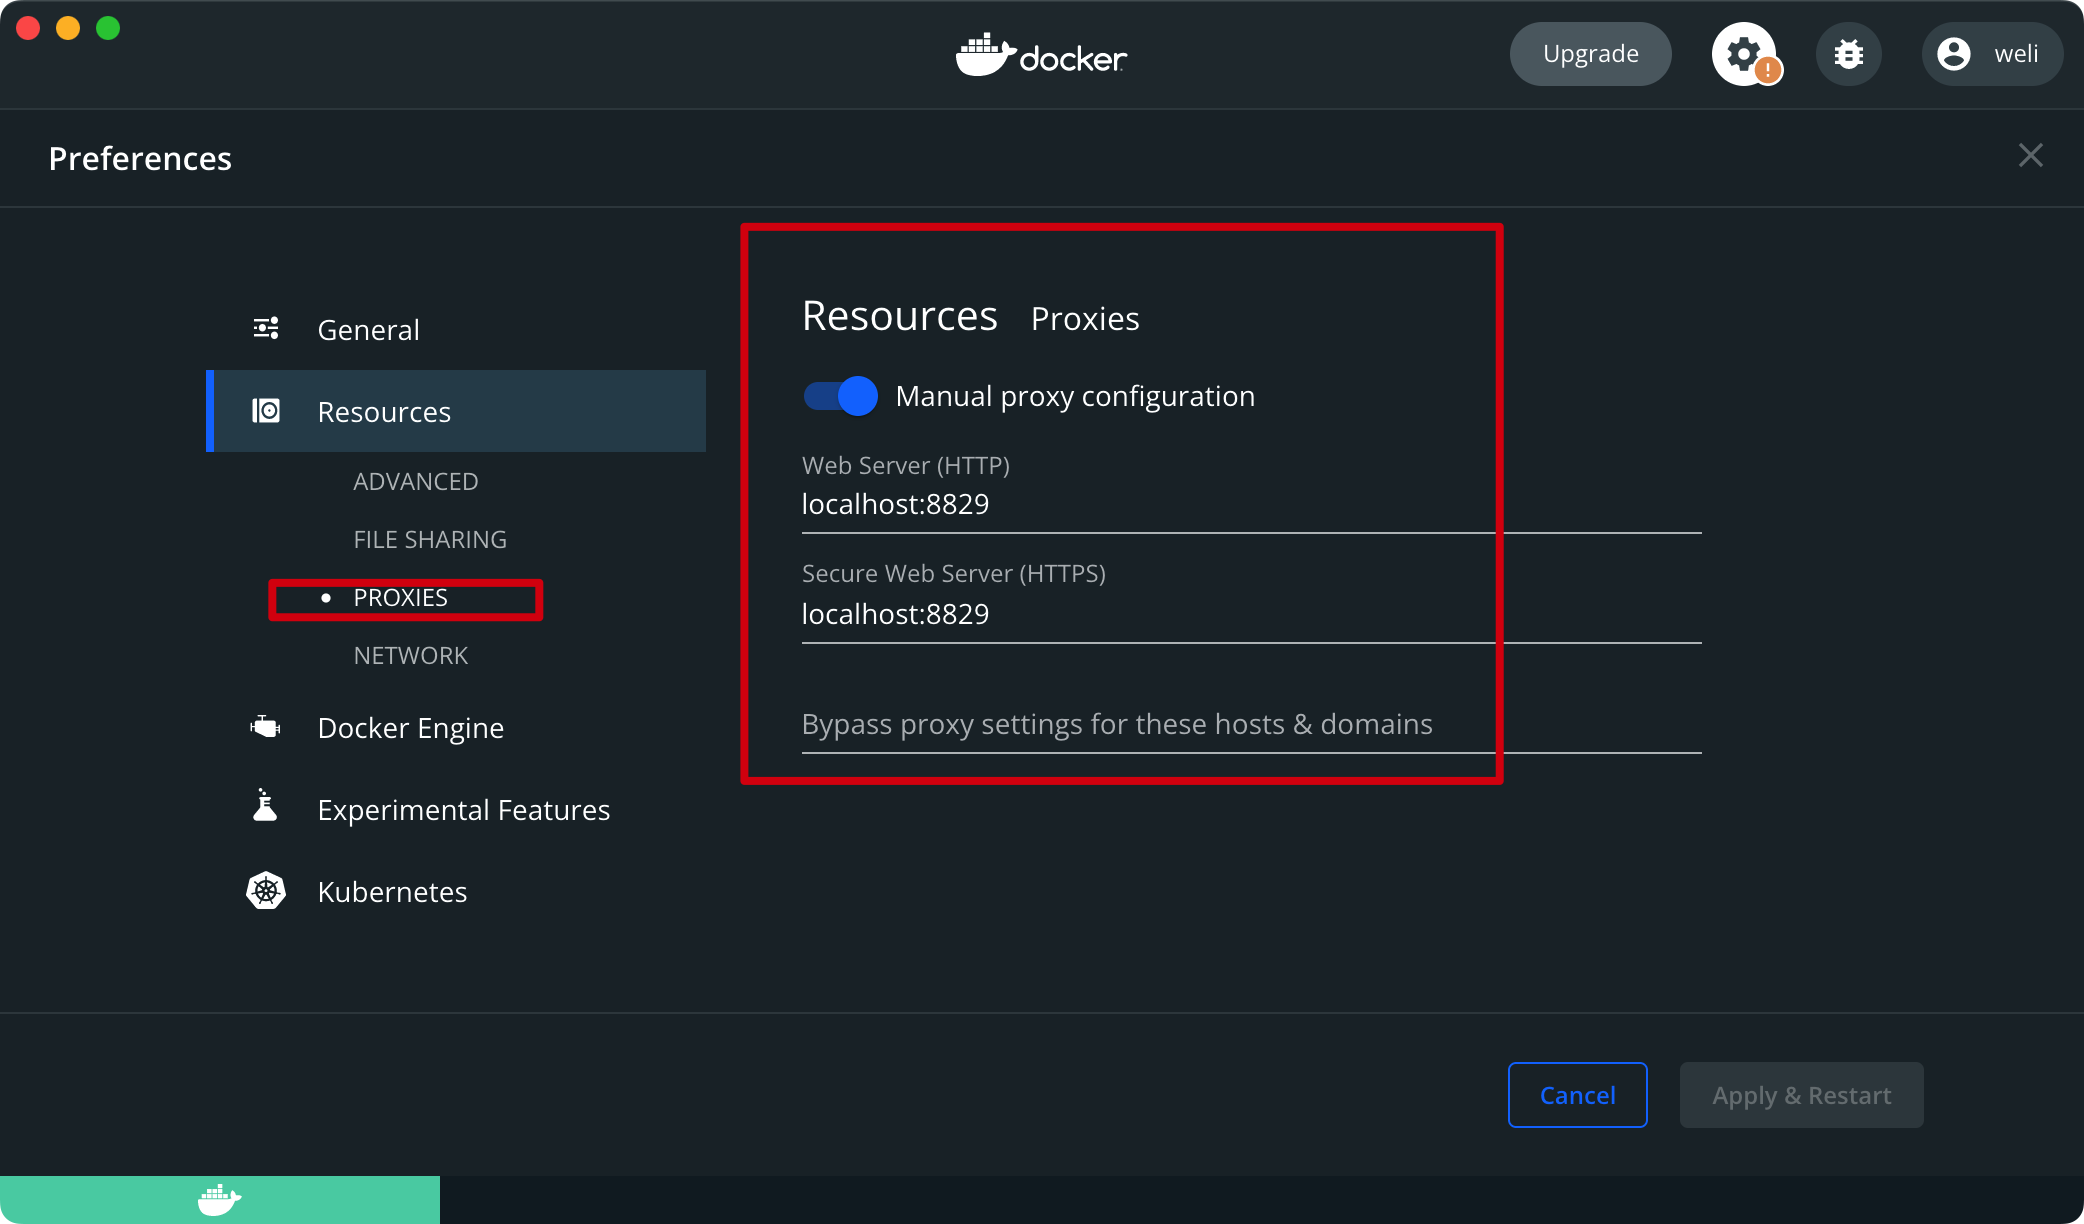 docker
Upgrade
!
weli
Preferences
General
Resources
ADVANCED
FILE SHARING
PROXIES
NETWORK
Docker Engine
Experimental Features
Kubernetes
Resources Proxies
Manual proxy configuration
Web Server (HTTP)
localhost:8829
Secure Web Server (HTTPS)
localhost:8829
Bypass proxy settings for these hosts & domains
Cancel
Apply & Restart